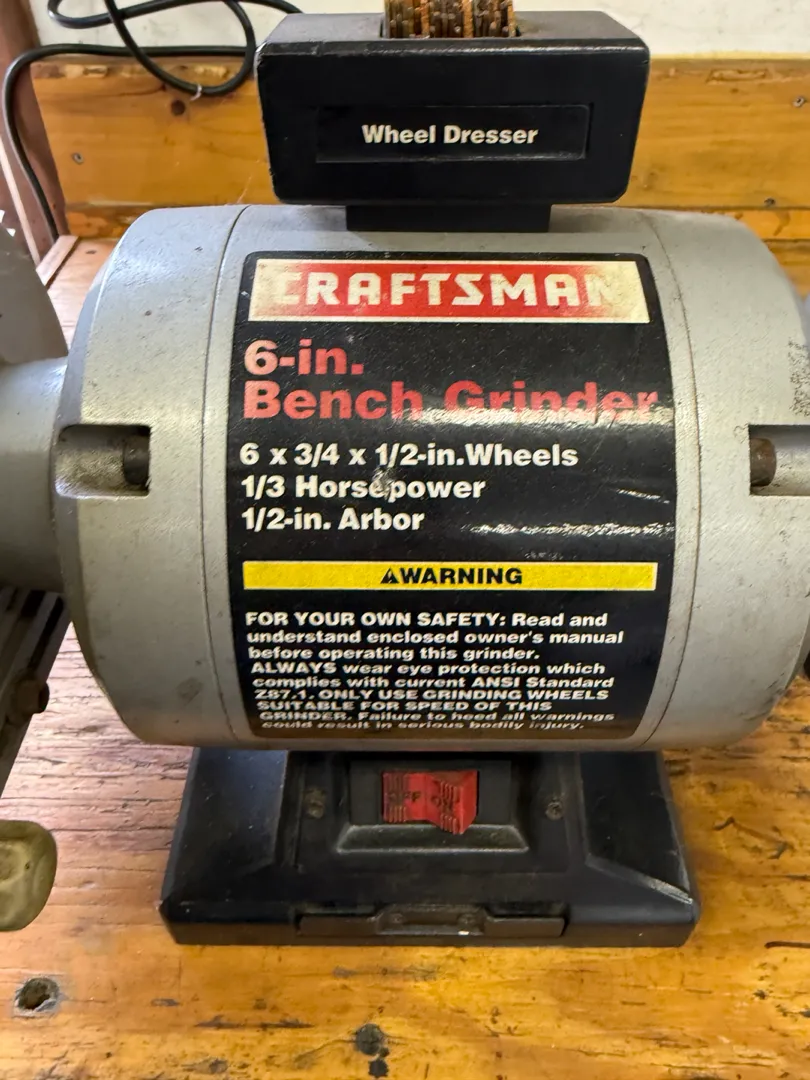 Wheel Dresser
CRAFTSMAN
6-in.
Bench Grinder
6 x 3/4 x 1/2-in.Wheels
1/3 Horsepower
1/2-in. Arbor
⚠WARNING
FOR YOUR OWN SAFETY: Read and
understand enclosed owner's manual
before operating this grinder.
ALWAYS wear eye protection which
complies with current ANSI Standard
Z87.1. ONLY USE GRINDING WHEELS
SUITABLE FOR SPEED OF THIS
GRINDER. Failure to heed all warnings
could result in serious bodily injury.
OFF ON